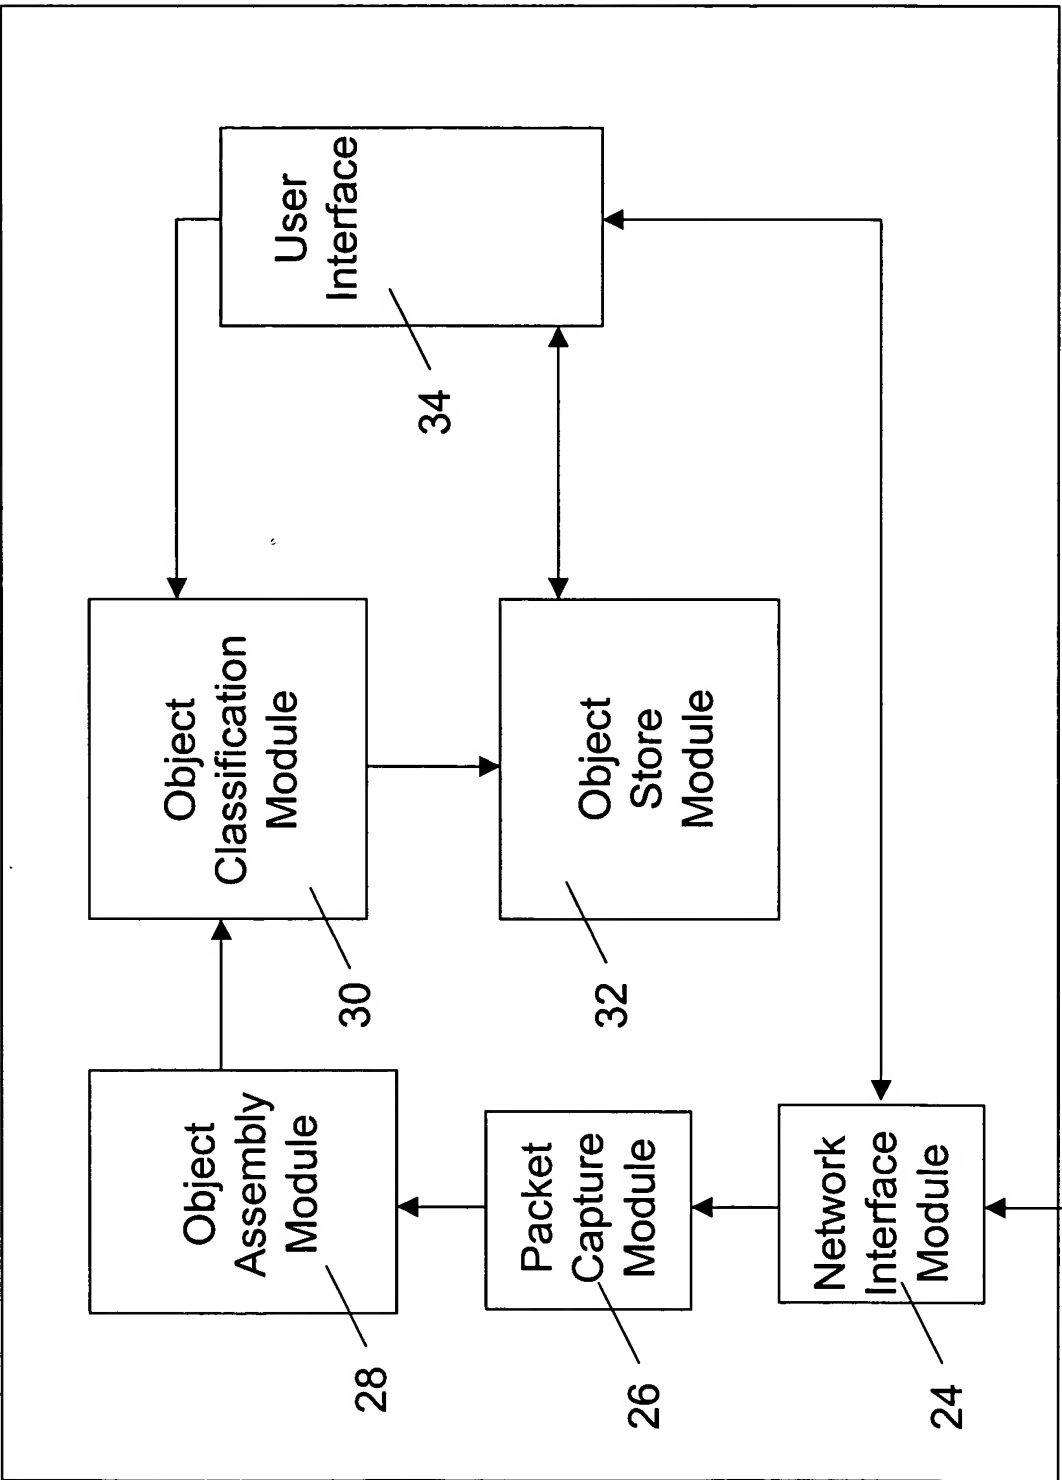 Object
Assembly
Module
28
Object
Classification
Module
30
User
Interface
34
Packet
Capture
Module
26
Object
Store
Module
32
Network
Interface
Module
24